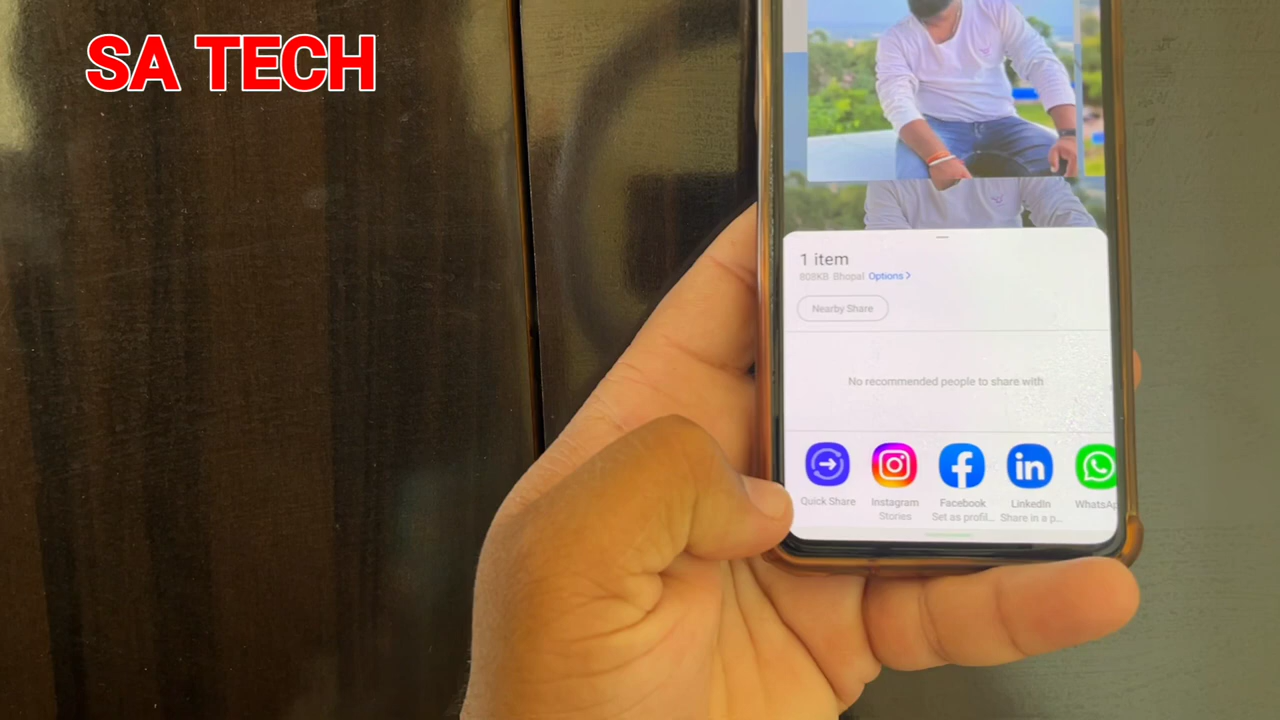 SA TECH
1 item
808KB Bhopal Options >
Nearby Share
No recommended people to share with
Quick Share
Instagram
Stories
Facebook
Set as profil...
LinkedIn
Share in a p...
WhatsAp